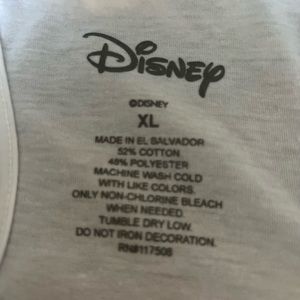 Disney
©DISNEY
XL
MADE IN EL SALVADOR
52% COTTON
48% POLYESTER
MACHINE WASH COLD
WITH LIKE COLORS.
ONLY NON-CHLORINE BLEACH
WHEN NEEDED.
TUMBLE DRY LOW.
DO NOT IRON DECORATION.
RN#117508